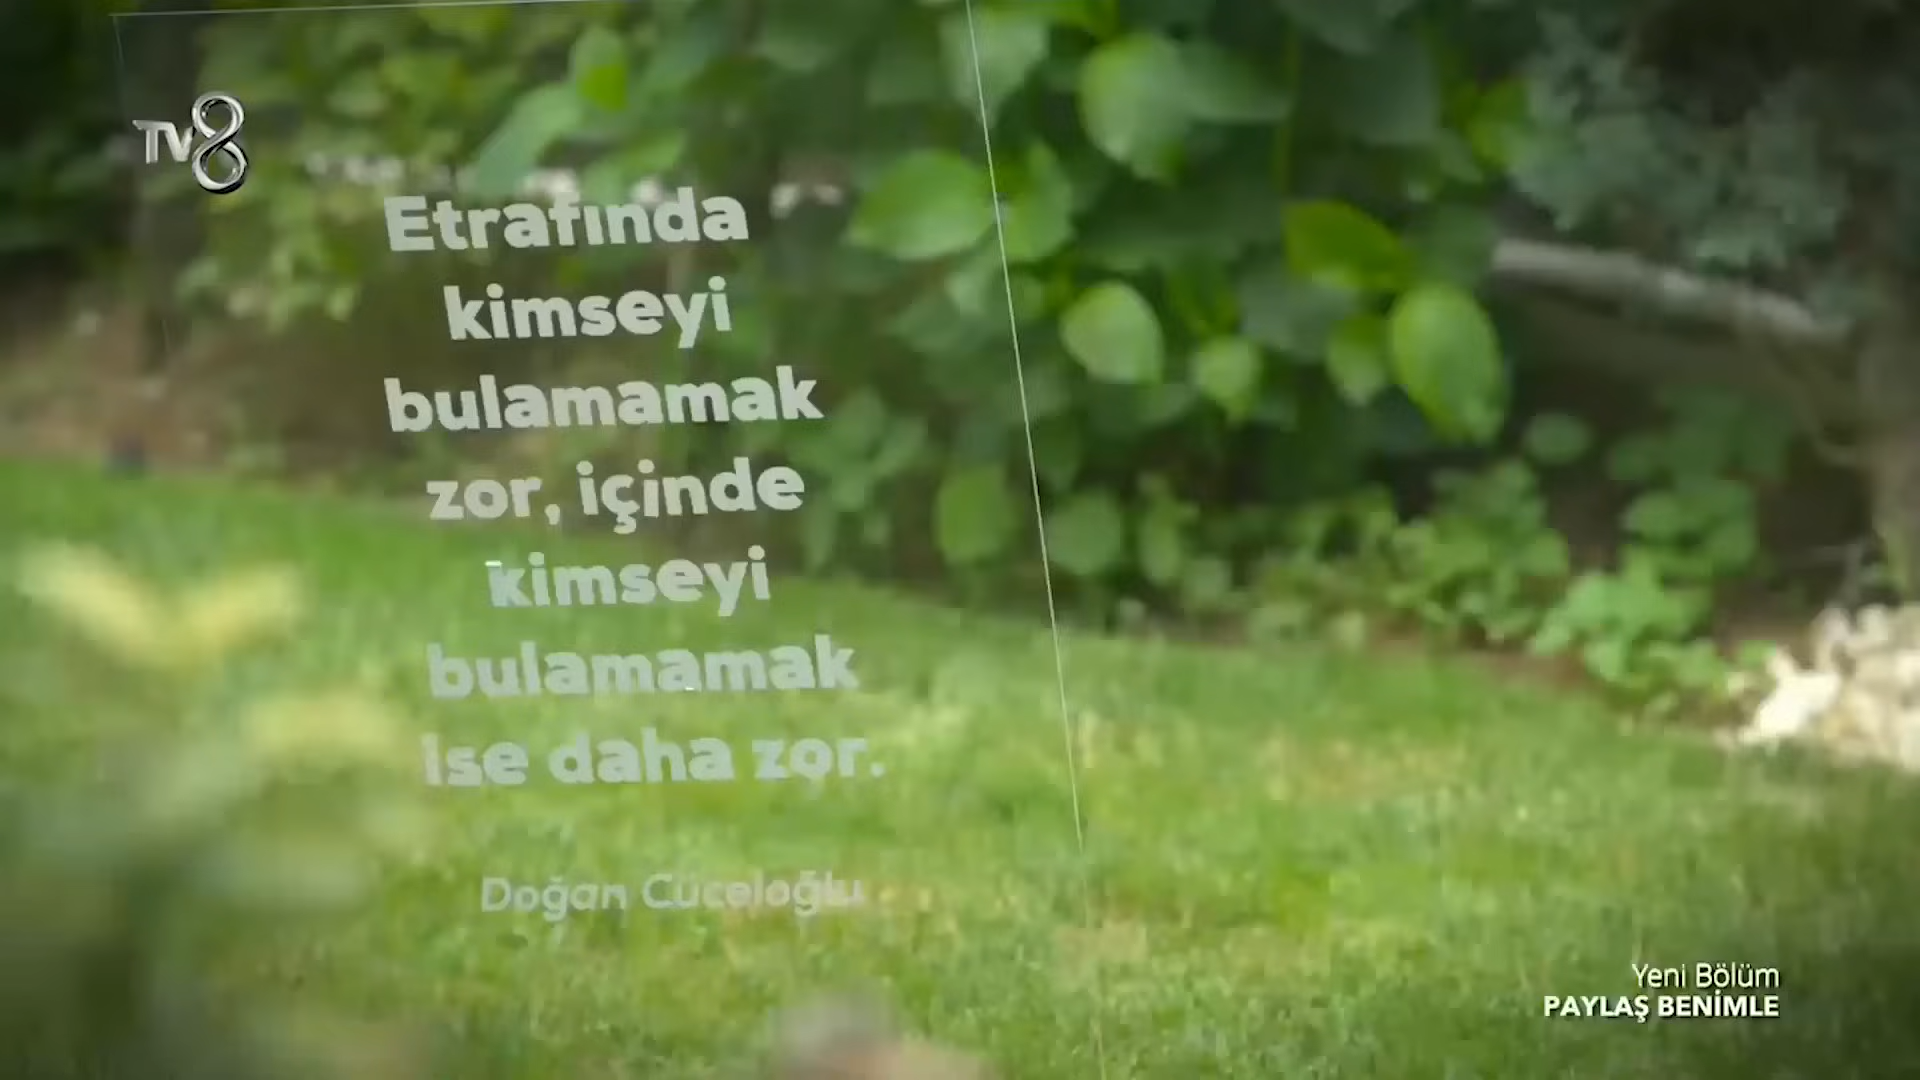 TV8
Etrafında
kimseyi
bulamamak
zor, içinde
kimseyi
bulamamak
ise daha zor.
Doğan Cüceloğlu
Yeni Bölüm
PAYLAŞ BENİMLE